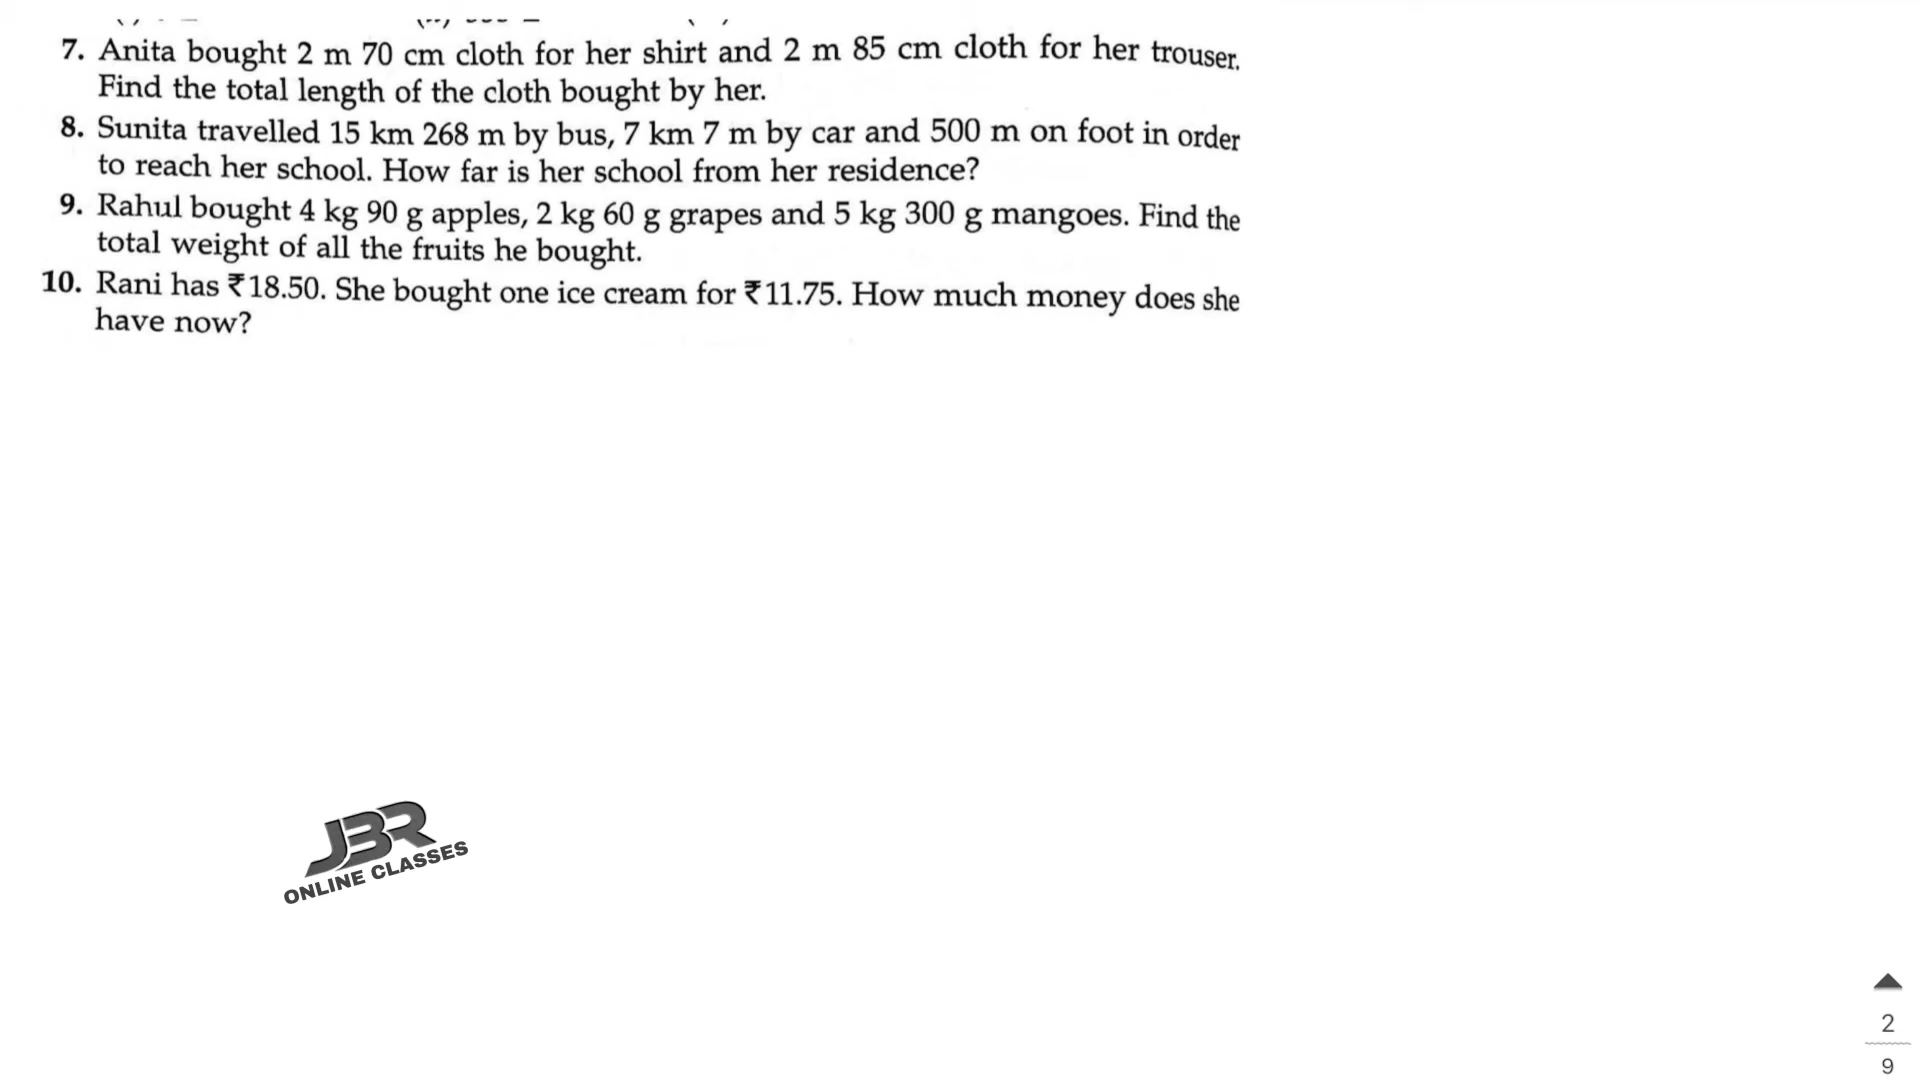 7. Anita bought 2 m 70 cm cloth for her shirt and 2 m 85 cm cloth for her trouser.
Find the total length of the cloth bought by her.
8. Sunita travelled 15 km 268 m by bus, 7 km 7 m by car and 500 m on foot in order
to reach her school. How far is her school from her residence?
9. Rahul bought 4 kg 90 g apples, 2 kg 60 g grapes and 5 kg 300 g mangoes. Find the
total weight of all the fruits he bought.
10. Rani has ₹18.50. She bought one ice cream for ₹11.75. How much money does she
have now?
JBR
ONLINE CLASSES
2
9